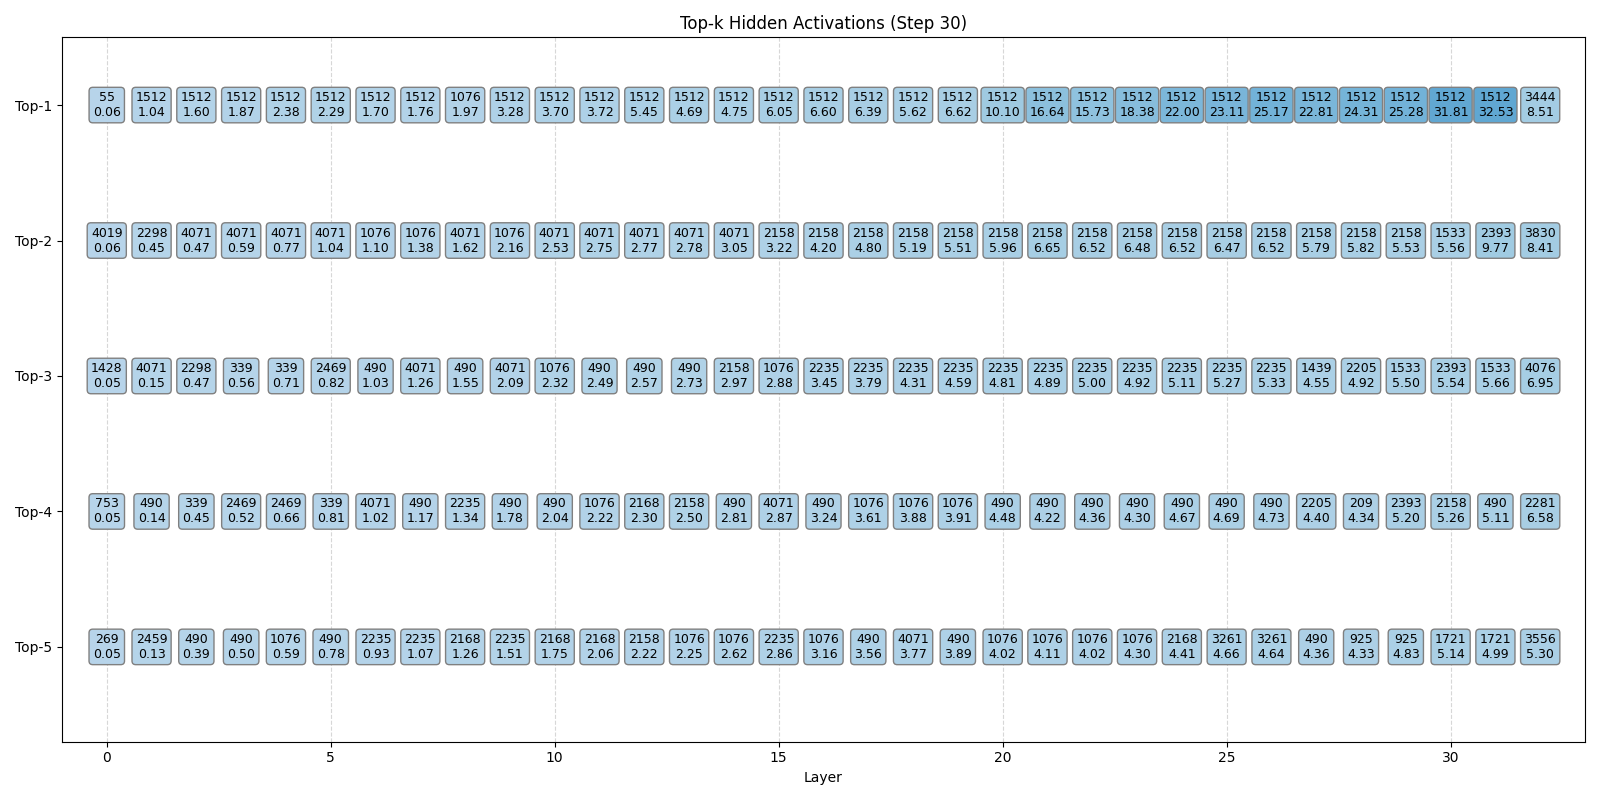 Top-k Hidden Activations (Step 30)
Top-1
55 1512 1512 1512 1512 1512 1512 1512 1076 1512 1512 1512 1512 1512 1512 1512 1512 1512 1512 1512 1512 1512 1512 1512 1512 1512 1512 1512 1512 1512 1512 1512 3444
0.06 1.04 1.60 1.87 2.38 2.29 1.70 1.76 1.97 3.28 3.70 3.72 5.45 4.69 4.75 6.05 6.60 6.39 5.62 6.62 10.10 16.64 15.73 18.38 22.00 23.11 25.17 22.81 24.31 25.28 31.81 32.53 8.51
Top-2
4019 2298 4071 4071 4071 4071 1076 1076 4071 1076 4071 4071 4071 4071 4071 2158 2158 2158 2158 2158 2158 2158 2158 2158 2158 2158 2158 2158 2158 2158 1533 2393 3830
0.06 0.45 0.47 0.59 0.77 1.04 1.10 1.38 1.62 2.16 2.53 2.75 2.77 2.78 3.05 3.22 4.20 4.80 5.19 5.51 5.96 6.65 6.52 6.48 6.52 6.47 6.52 5.79 5.82 5.53 5.56 9.77 8.41
Top-3
1428 4071 2298 339 339 2469 490 4071 490 4071 1076 490 490 490 2158 1076 2235 2235 2235 2235 2235 2235 2235 2235 2235 2235 2235 1439 2205 1533 2393 1533 4076
0.05 0.15 0.47 0.56 0.71 0.82 1.03 1.26 1.55 2.09 2.32 2.49 2.57 2.73 2.97 2.88 3.45 3.79 4.31 4.59 4.81 4.89 5.00 4.92 5.11 5.27 5.33 4.55 4.92 5.50 5.54 5.66 6.95
Top-4
753 490 339 2469 2469 339 4071 490 2235 490 490 1076 2168 2158 490 4071 490 1076 1076 1076 490 490 490 490 490 490 490 2205 209 2393 2158 490 2281
0.05 0.14 0.45 0.52 0.66 0.81 1.02 1.17 1.34 1.78 2.04 2.22 2.30 2.50 2.81 2.87 3.24 3.61 3.88 3.91 4.48 4.22 4.36 4.30 4.67 4.69 4.73 4.40 4.34 5.20 5.26 5.11 6.58
Top-5
269 2459 490 490 1076 490 2235 2235 2168 2235 2168 2168 2158 1076 1076 2235 1076 490 4071 490 1076 1076 1076 1076 2168 3261 3261 490 925 925 1721 1721 3556
0.05 0.13 0.39 0.50 0.59 0.78 0.93 1.07 1.26 1.51 1.75 2.06 2.22 2.25 2.62 2.86 3.16 3.56 3.77 3.89 4.02 4.11 4.02 4.30 4.41 4.66 4.64 4.36 4.33 4.83 5.14 4.99 5.30
0 5 10 15 20 25 30
Layer